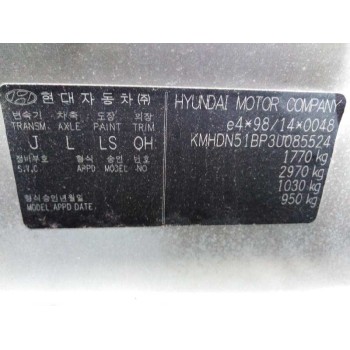 현대자동차(주) HYUNDAI MOTOR COMPANY
변속기 차축 도장 의장 e4*98/14*0048
TRANSM. AXLE PAINT TRIM KMHDN51BP3U085524
J L LS OH 1770 kg
정비부호 형식 승인 번호 2970 kg
S.V.C. APPD MODEL NO 1030 kg
형식승인년월일 950 kg
MODEL APPD DATE.